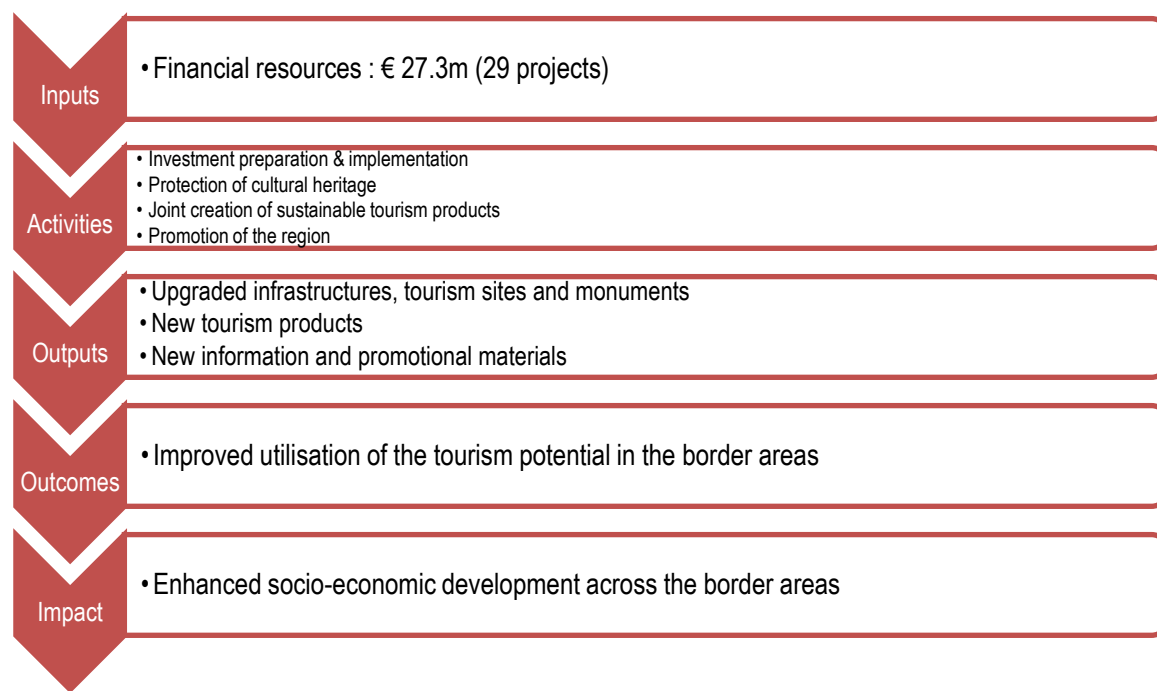 Inputs
• Financial resources : € 27.3m (29 projects)
Activities
• Investment preparation & implementation
• Protection of cultural heritage
• Joint creation of sustainable tourism products
• Promotion of the region
Outputs
• Upgraded infrastructures, tourism sites and monuments
• New tourism products
• New information and promotional materials
Outcomes
• Improved utilisation of the tourism potential in the border areas
Impact
• Enhanced socio-economic development across the border areas